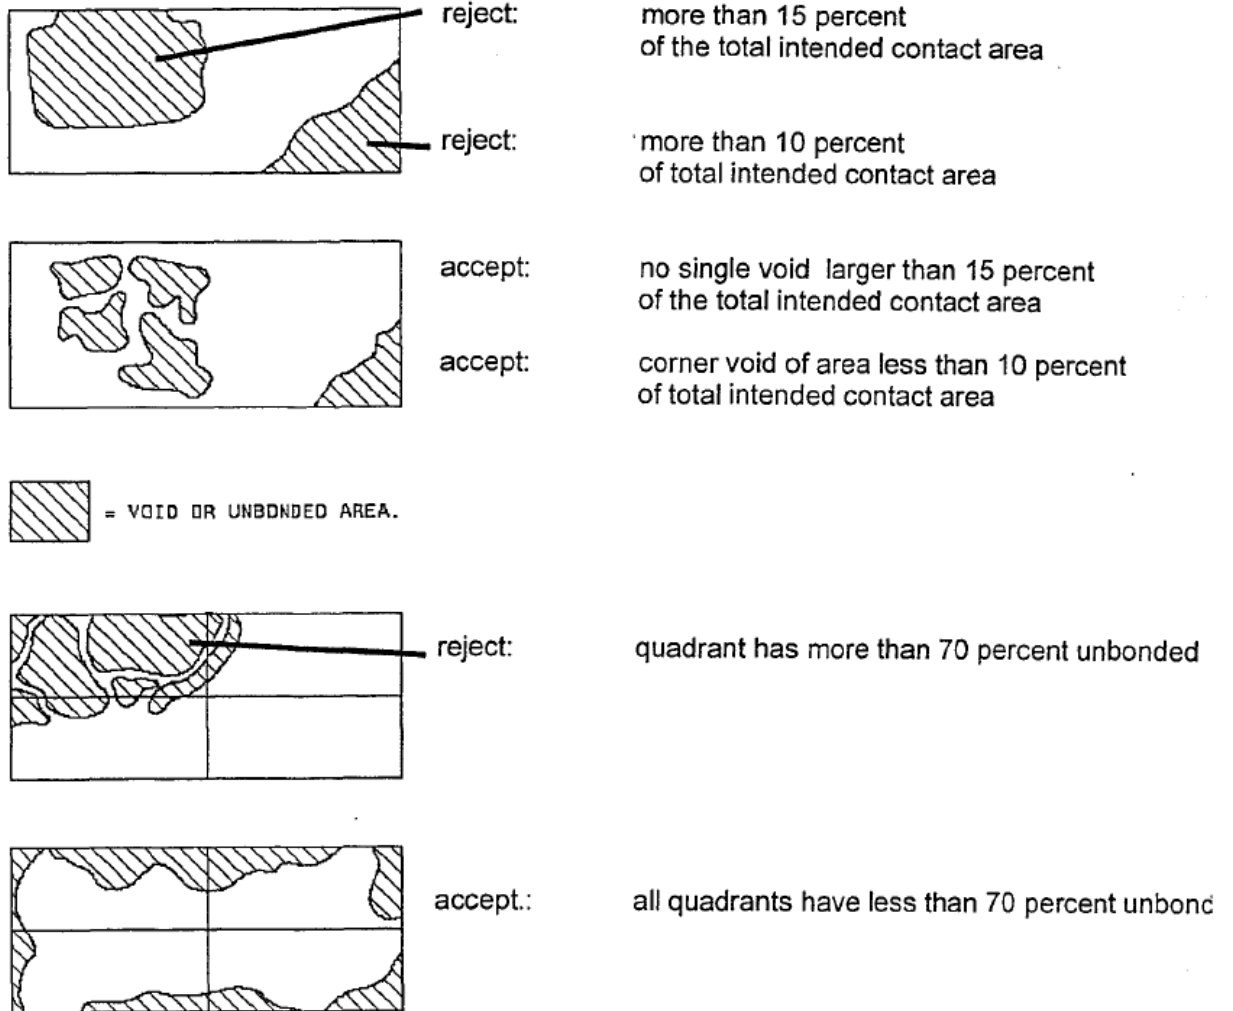 reject: more than 15 percent
of the total intended contact area
reject: more than 10 percent
of total intended contact area
accept: no single void larger than 15 percent
of the total intended contact area
accept: corner void of area less than 10 percent
of total intended contact area
= VOID OR UNBONDED AREA.
reject: quadrant has more than 70 percent unbonded
accept.: all quadrants have less than 70 percent unbond